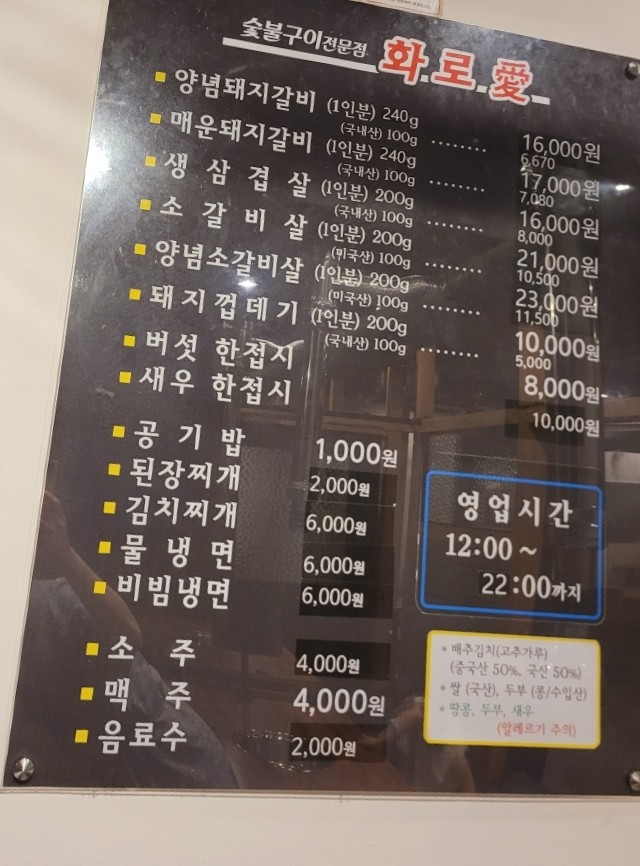 숯불구이전문점 화로愛
양념돼지갈비 (1인분) 240g 16,000원
(국내산) 100g ........ 6,670
매운돼지갈비 (1인분) 240g 17,000원
(국내산) 100g ........ 7,080
생삼겹살 (1인분) 200g 16,000원
(국내산) 100g ........ 8,000
소갈비살 (1인분) 200g 21,000원
(미국산) 100g ........ 10,500
양념소갈비살 (1인분) 200g 23,000원
(미국산) 100g ........ 11,500
돼지껍데기 (1인분) 200g 10,000원
(국내산) 100g ........ 5,000
버섯 한접시 8,000원
새우 한접시 10,000원
공기밥 1,000원
된장찌개 2,000원
김치찌개 6,000원
물냉면 6,000원
비빔냉면 6,000원
소주 4,000원
맥주 4,000원
음료수 2,000원
영업시간
12:00 ~
22:00까지
* 배추김치(고추가루)
(중국산 50%, 국산 50%)
* 쌀 (국산), 두부 (콩/수입산)
* 땅콩, 두부, 새우
(알레르기 주의)